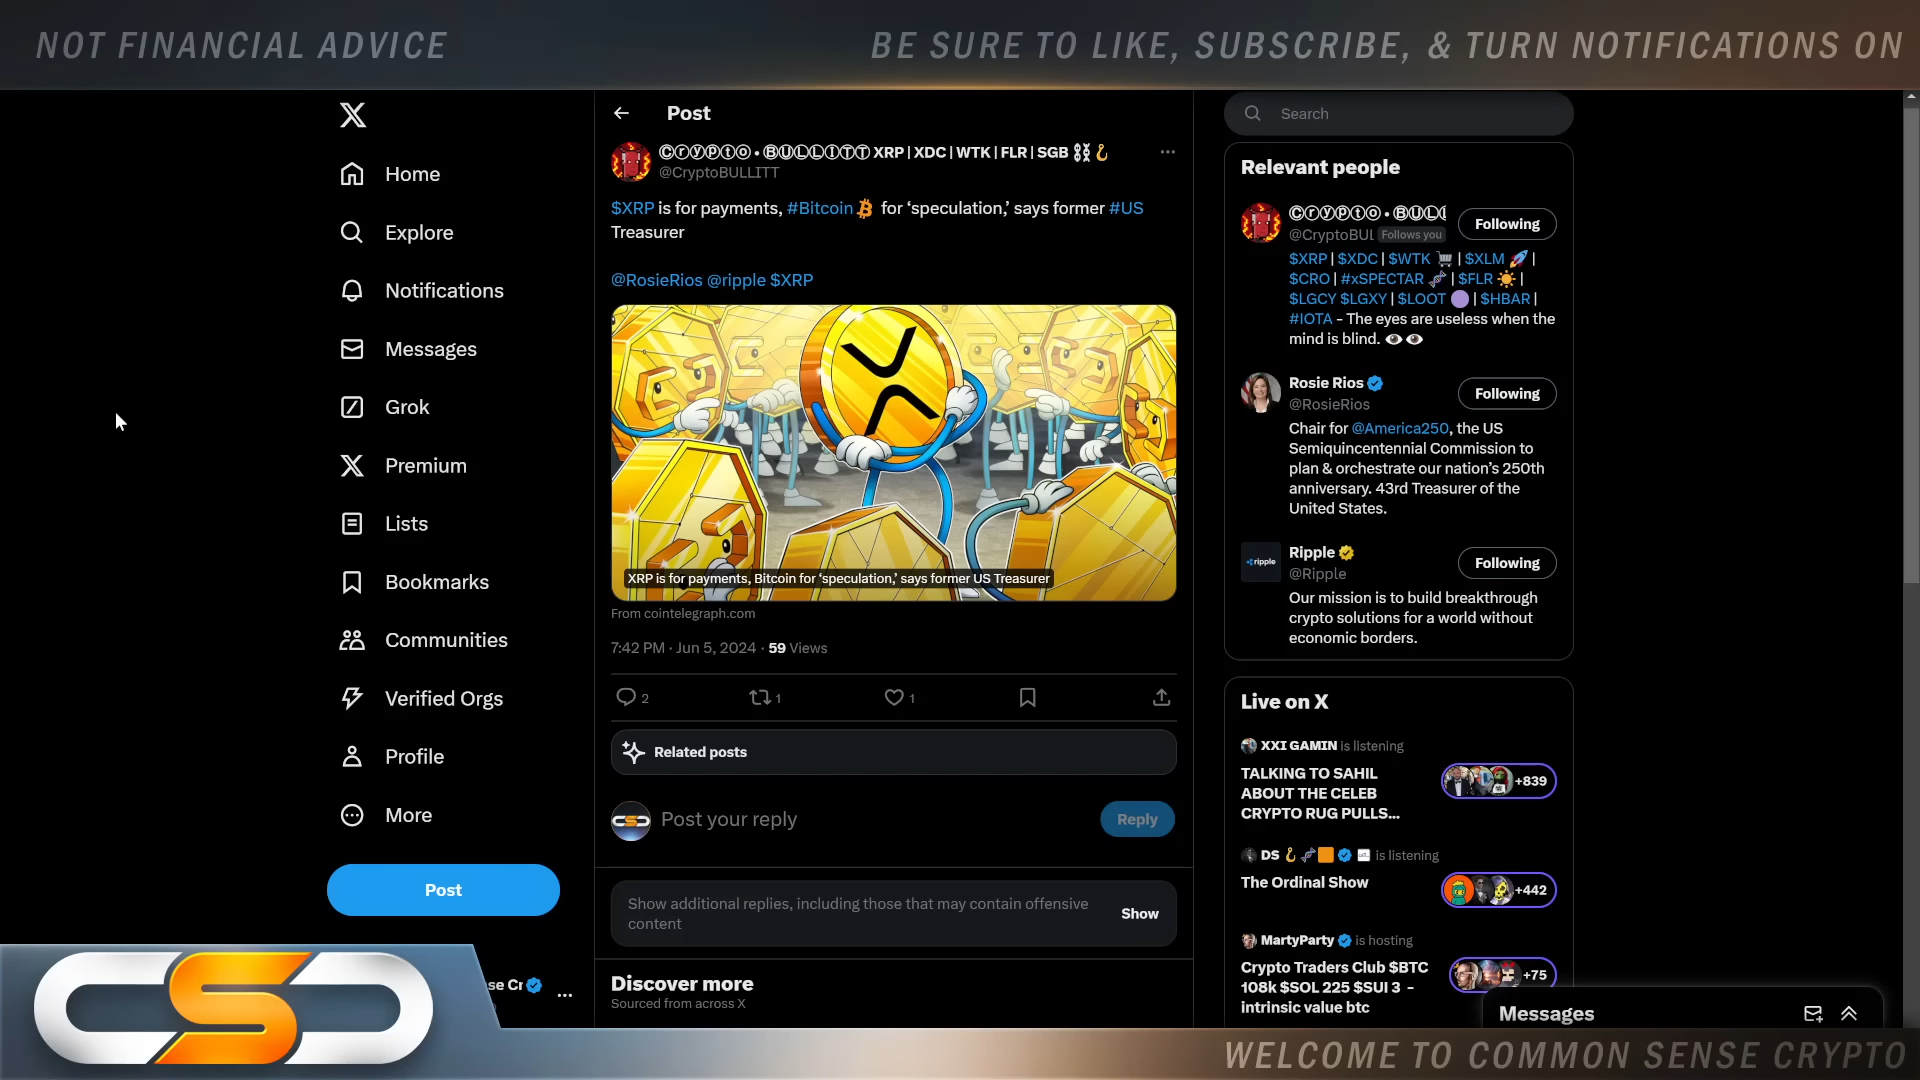 NOT FINANCIAL ADVICE
BE SURE TO LIKE, SUBSCRIBE, & TURN NOTIFICATIONS ON
Home
Explore
Notifications
Messages
Grok
Premium
Lists
Bookmarks
Communities
Verified Orgs
Profile
More
Post
se Cr
Post
Ⓒⓡⓨⓟⓣⓞ • ⒷⓊⓁⓁⒾⓉⓉ XRP | XDC | WTK | FLR | SGB ⛓🪝
@CryptoBULLITT
$XRP is for payments, #Bitcoin for ‘speculation,’ says former #US
Treasurer
@RosieRios @ripple $XRP
XRP is for payments, Bitcoin for ‘speculation,’ says former US Treasurer
From cointelegraph.com
7:42 PM · Jun 5, 2024 · 59 Views
2
1
1
Related posts
Post your reply
Reply
Show additional replies, including those that may contain offensive
content
Show
Discover more
Sourced from across X
Search
Relevant people
Ⓒⓡⓨⓟⓣⓞ • ⒷⓊⓁ
Following
@CryptoBUL Follows you
$XRP | $XDC | $WTK 🛒 | $XLM 🚀 |
$CRO | #xSPECTAR 🧬 | $FLR ☀️ |
$LGCY $LGXY | $LOOT 🟣 | $HBAR |
#IOTA - The eyes are useless when the
mind is blind. 👁️👁️
Rosie Rios
Following
@RosieRios
Chair for @America250, the US
Semiquincentennial Commission to
plan & orchestrate our nation's 250th
anniversary. 43rd Treasurer of the
United States.
ripple
Ripple
Following
@Ripple
Our mission is to build breakthrough
crypto solutions for a world without
economic borders.
Live on X
XXI GAMIN is listening
TALKING TO SAHIL
ABOUT THE CELEB
CRYPTO RUG PULLS...
+839
DS 🪝🧬🟧 is listening
The Ordinal Show
+442
MartyParty is hosting
Crypto Traders Club $BTC
108k $SOL 225 $SUI 3 -
intrinsic value btc
+75
Messages
CSC
WELCOME TO COMMON SENSE CRYPTO